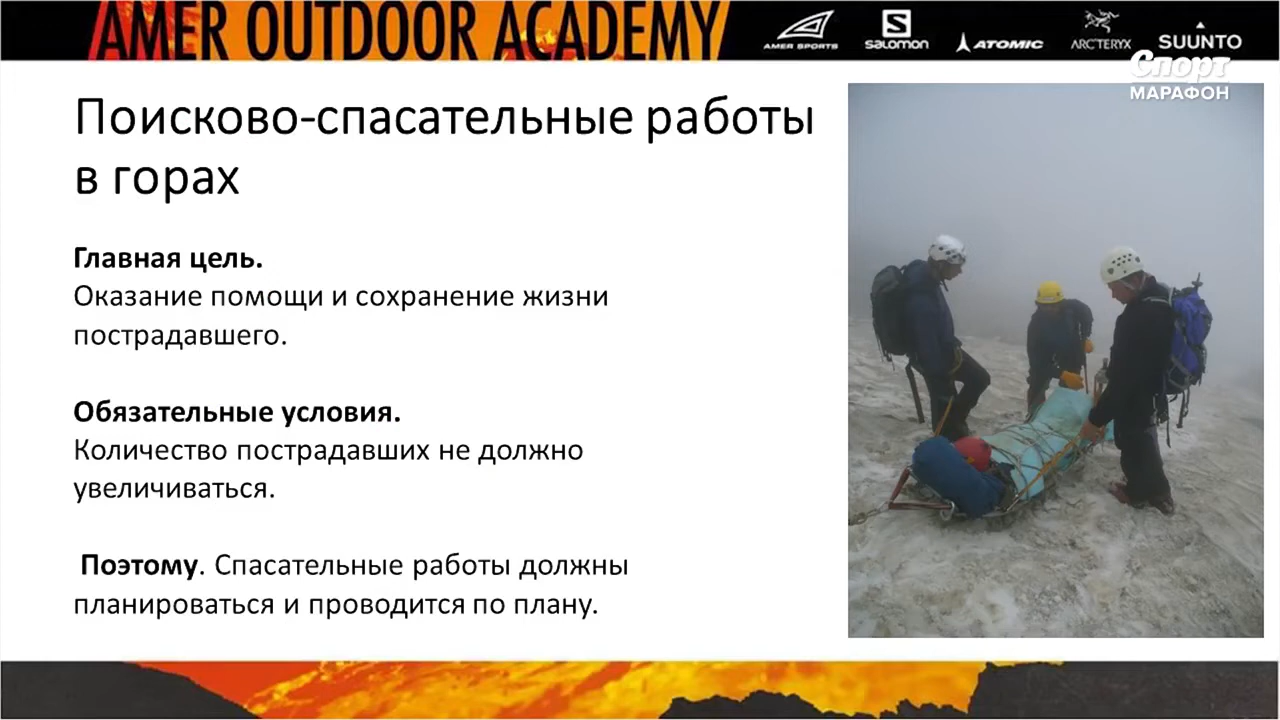 AMER OUTDOOR ACADEMY
AMER SPORTS
SALOMON
ATOMIC
ARC'TERYX
SUUNTO
Спорт
МАРАФОН
Поисково-спасательные работы
в горах
Главная цель.
Оказание помощи и сохранение жизни
пострадавшего.
Обязательные условия.
Количество пострадавших не должно
увеличиваться.
Поэтому. Спасательные работы должны
планироваться и проводится по плану.